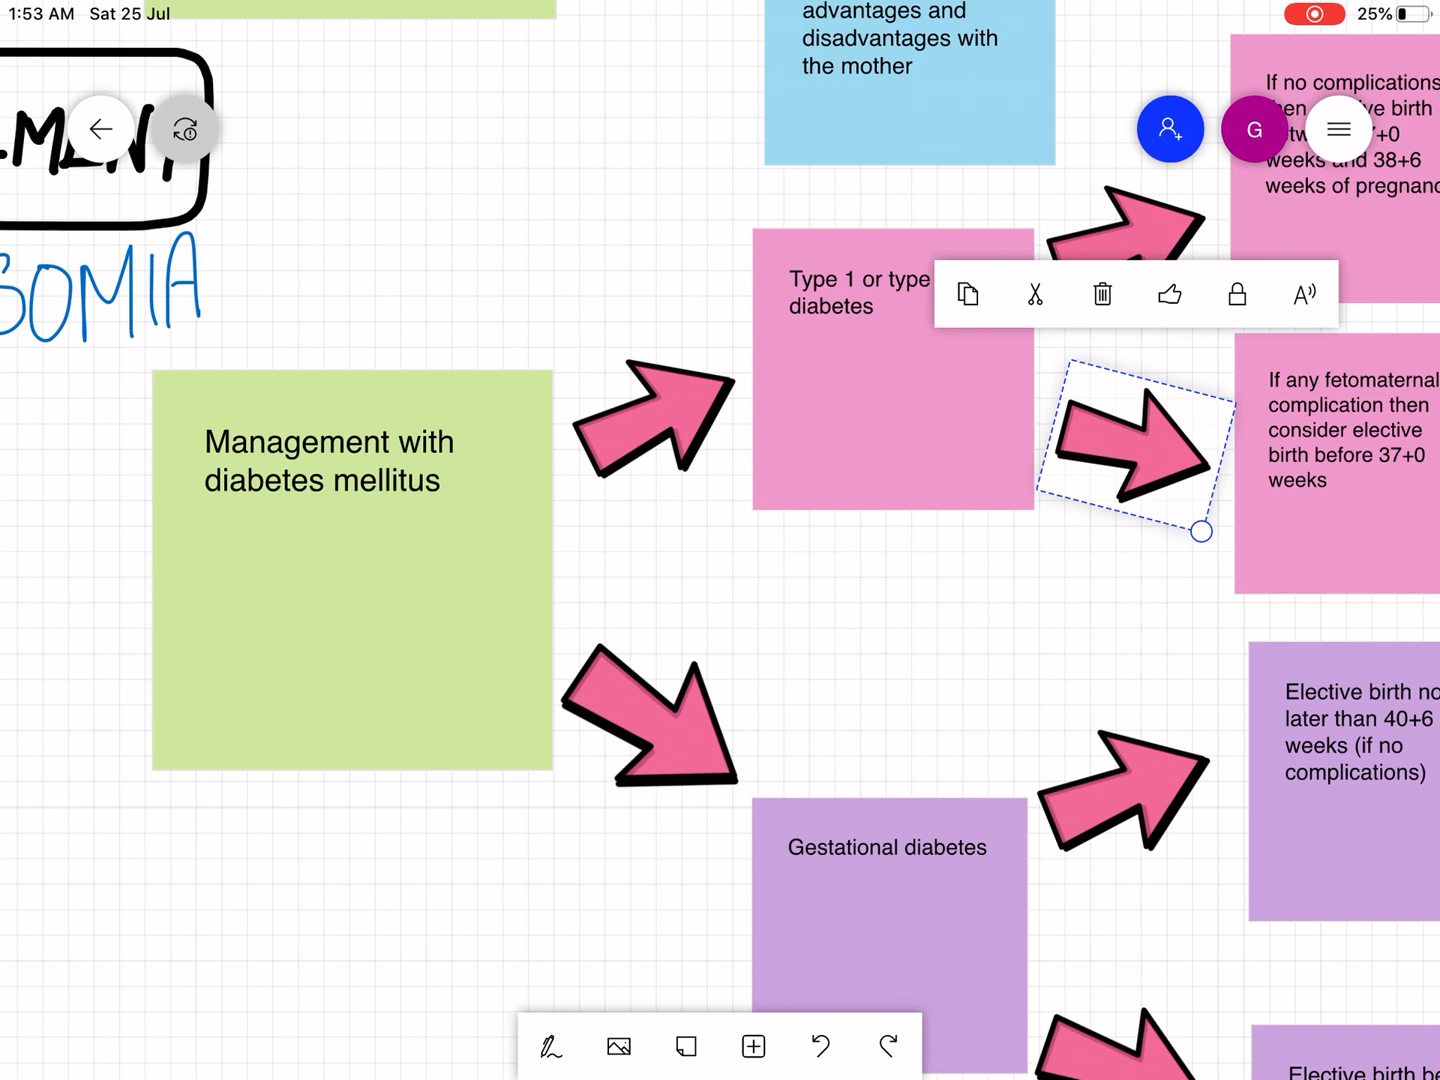 1:53 AM Sat 25 Jul
25%
advantages and
disadvantages with
the mother
If no complications
birth
+0
weeks and 38+6
weeks of
G
BOMIA
Type 1 or type
diabetes
If any fetomaternal
complication then
consider elective
birth before 37+0
weeks
Management with
diabetes mellitus
Elective birth no
later than 40+6
weeks (if no
complications)
Gestational diabetes
Elective birth